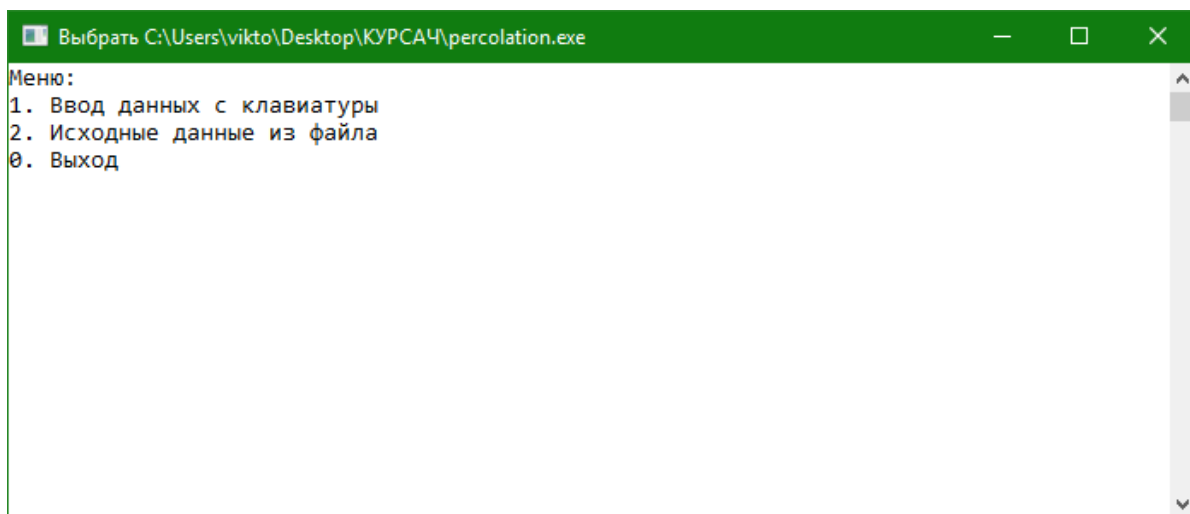 Выбрать C:\Users\vikto\Desktop\КУРСАЧ\percolation.exe
Меню:
1. Ввод данных с клавиатуры
2. Исходные данные из файла
0. Выход